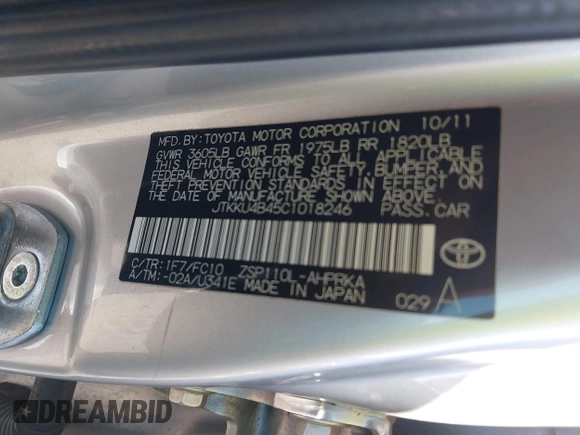 MFD. BY: TOYOTA MOTOR CORPORATION 10/11
GVWR 3605LB GAWR FR 1975LB RR 1820LB
THIS VEHICLE CONFORMS TO ALL APPLICABLE
FEDERAL MOTOR VEHICLE SAFETY, BUMPER, AND
THEFT PREVENTION STANDARDS IN EFFECT ON THE
DATE OF MANUFACTURE SHOWN ABOVE.
JTKKU4B45C1018246 PASS. CAR
C/TR: 1F7/FC10 ZSP110L-AHPRKA
A/TM: -02A/U341E MADE IN JAPAN 029 A
DREAMBID